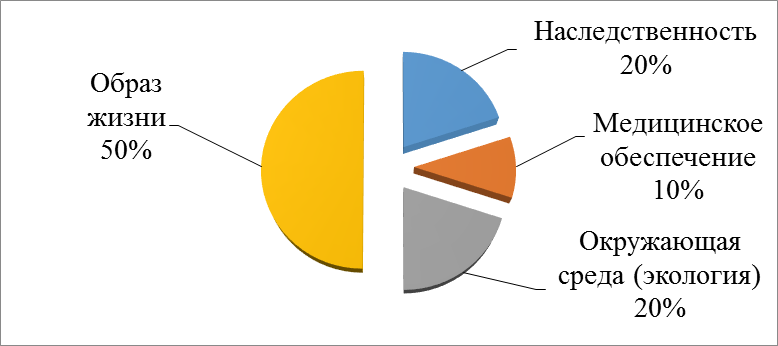 Образ
жизни
50%
Наследственность
20%
Медицинское
обеспечение
10%
Окружающая
среда (экология)
20%